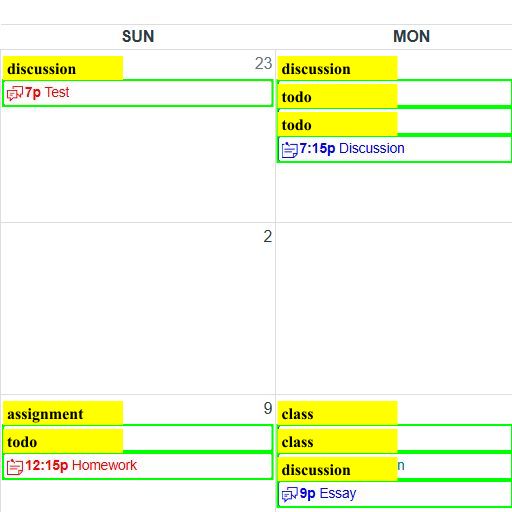 SUN MON
discussion 23 discussion
7p Test todo
todo
7:15p Discussion
2
assignment 9 class
todo class
12:15p Homework discussion n
9p Essay